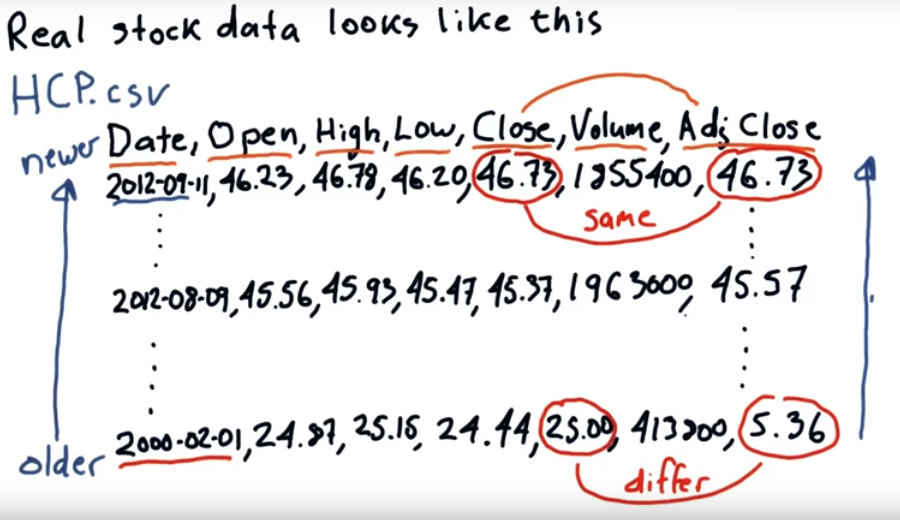 Real stock data looks like this
HCP.csv
newer
Date, Open, High, Low, Close, Volume, Adj Close
2012-09-11, 46.23, 46.78, 46.20, 46.73, 1855400, 46.73
same
2012-08-09, 45.56, 45.93, 45.47, 45.37, 1963000, 45.57
older
2000-02-01, 24.87, 25.15, 24.44, 25.00, 413800, 5.36
differ